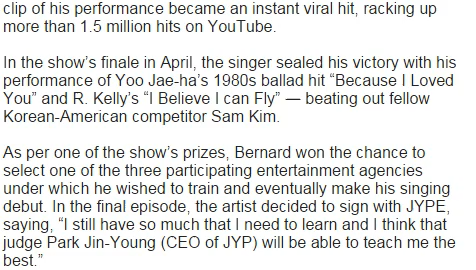 clip of his performance became an instant viral hit, racking up
more than 1.5 million hits on YouTube.
In the show's finale in April, the singer sealed his victory with his
performance of Yoo Jae-ha's 1980s ballad hit “Because I Loved
You” and R. Kelly's “I Believe I can Fly” — beating out fellow
Korean-American competitor Sam Kim.
As per one of the show's prizes, Bernard won the chance to
select one of the three participating entertainment agencies
under which he wished to train and eventually make his singing
debut. In the final episode, the artist decided to sign with JYPE,
saying, “I still have so much that I need to learn and I think that
judge Park Jin-Young (CEO of JYP) will be able to teach me the
best.”